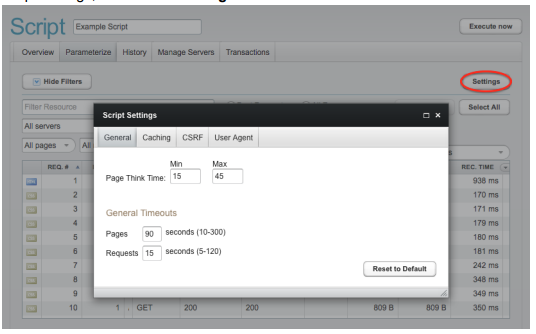 Script Example Script Execute now
Overview Parameterize History Manage Servers Transactions
Hide Filters Settings
Filter Resource Select All
All servers
All pages All
REQ. # REC. TIME
1 938 ms
2 170 ms
3 171 ms
4 179 ms
5 180 ms
6 181 ms
7 242 ms
8 348 ms
9 349 ms
10 1 . GET 200 200 809 B 809 B 350 ms
Script Settings
General Caching CSRF User Agent
Min Max
Page Think Time: 15 45
General Timeouts
Pages 90 seconds (10-300)
Requests 15 seconds (5-120)
Reset to Default